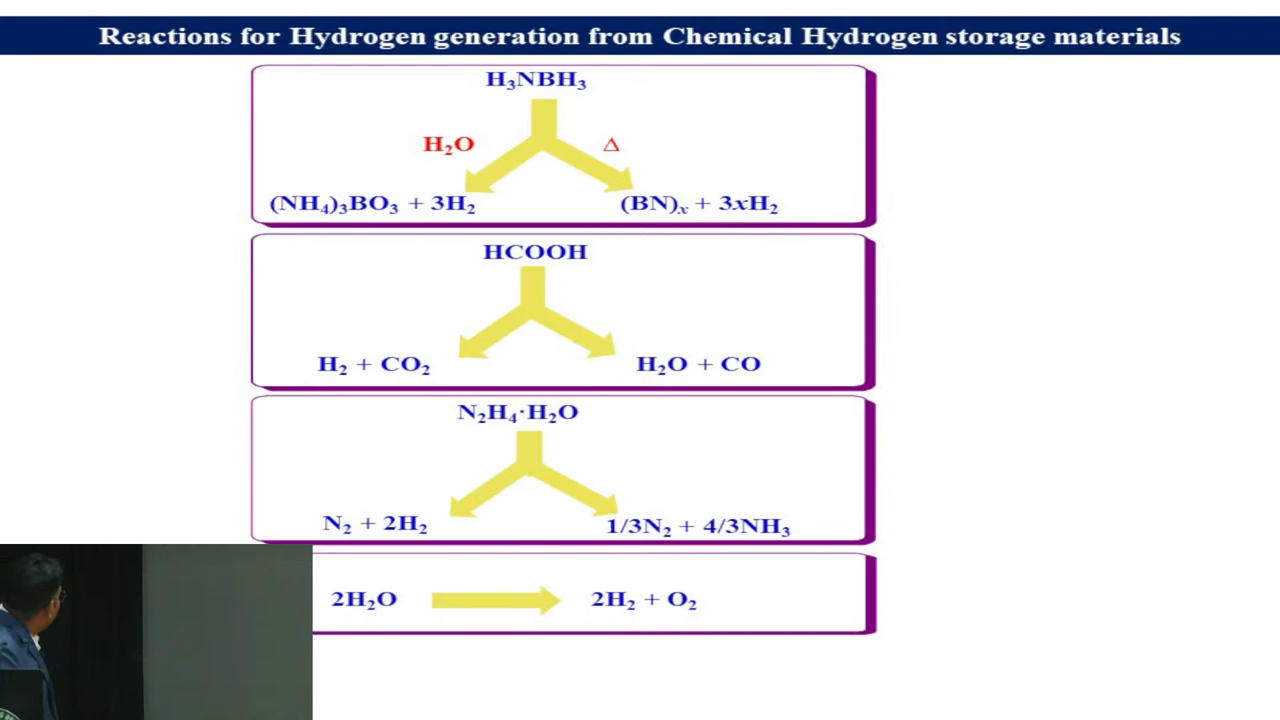 Reactions for Hydrogen generation from Chemical Hydrogen storage materials
H₃NBH₃
H₂O Δ
(NH₄)₃BO₃ + 3H₂ (BN)ₓ + 3xH₂
HCOOH
H₂ + CO₂ H₂O + CO
N₂H₄·H₂O
N₂ + 2H₂ 1/3N₂ + 4/3NH₃
2H₂O 2H₂ + O₂